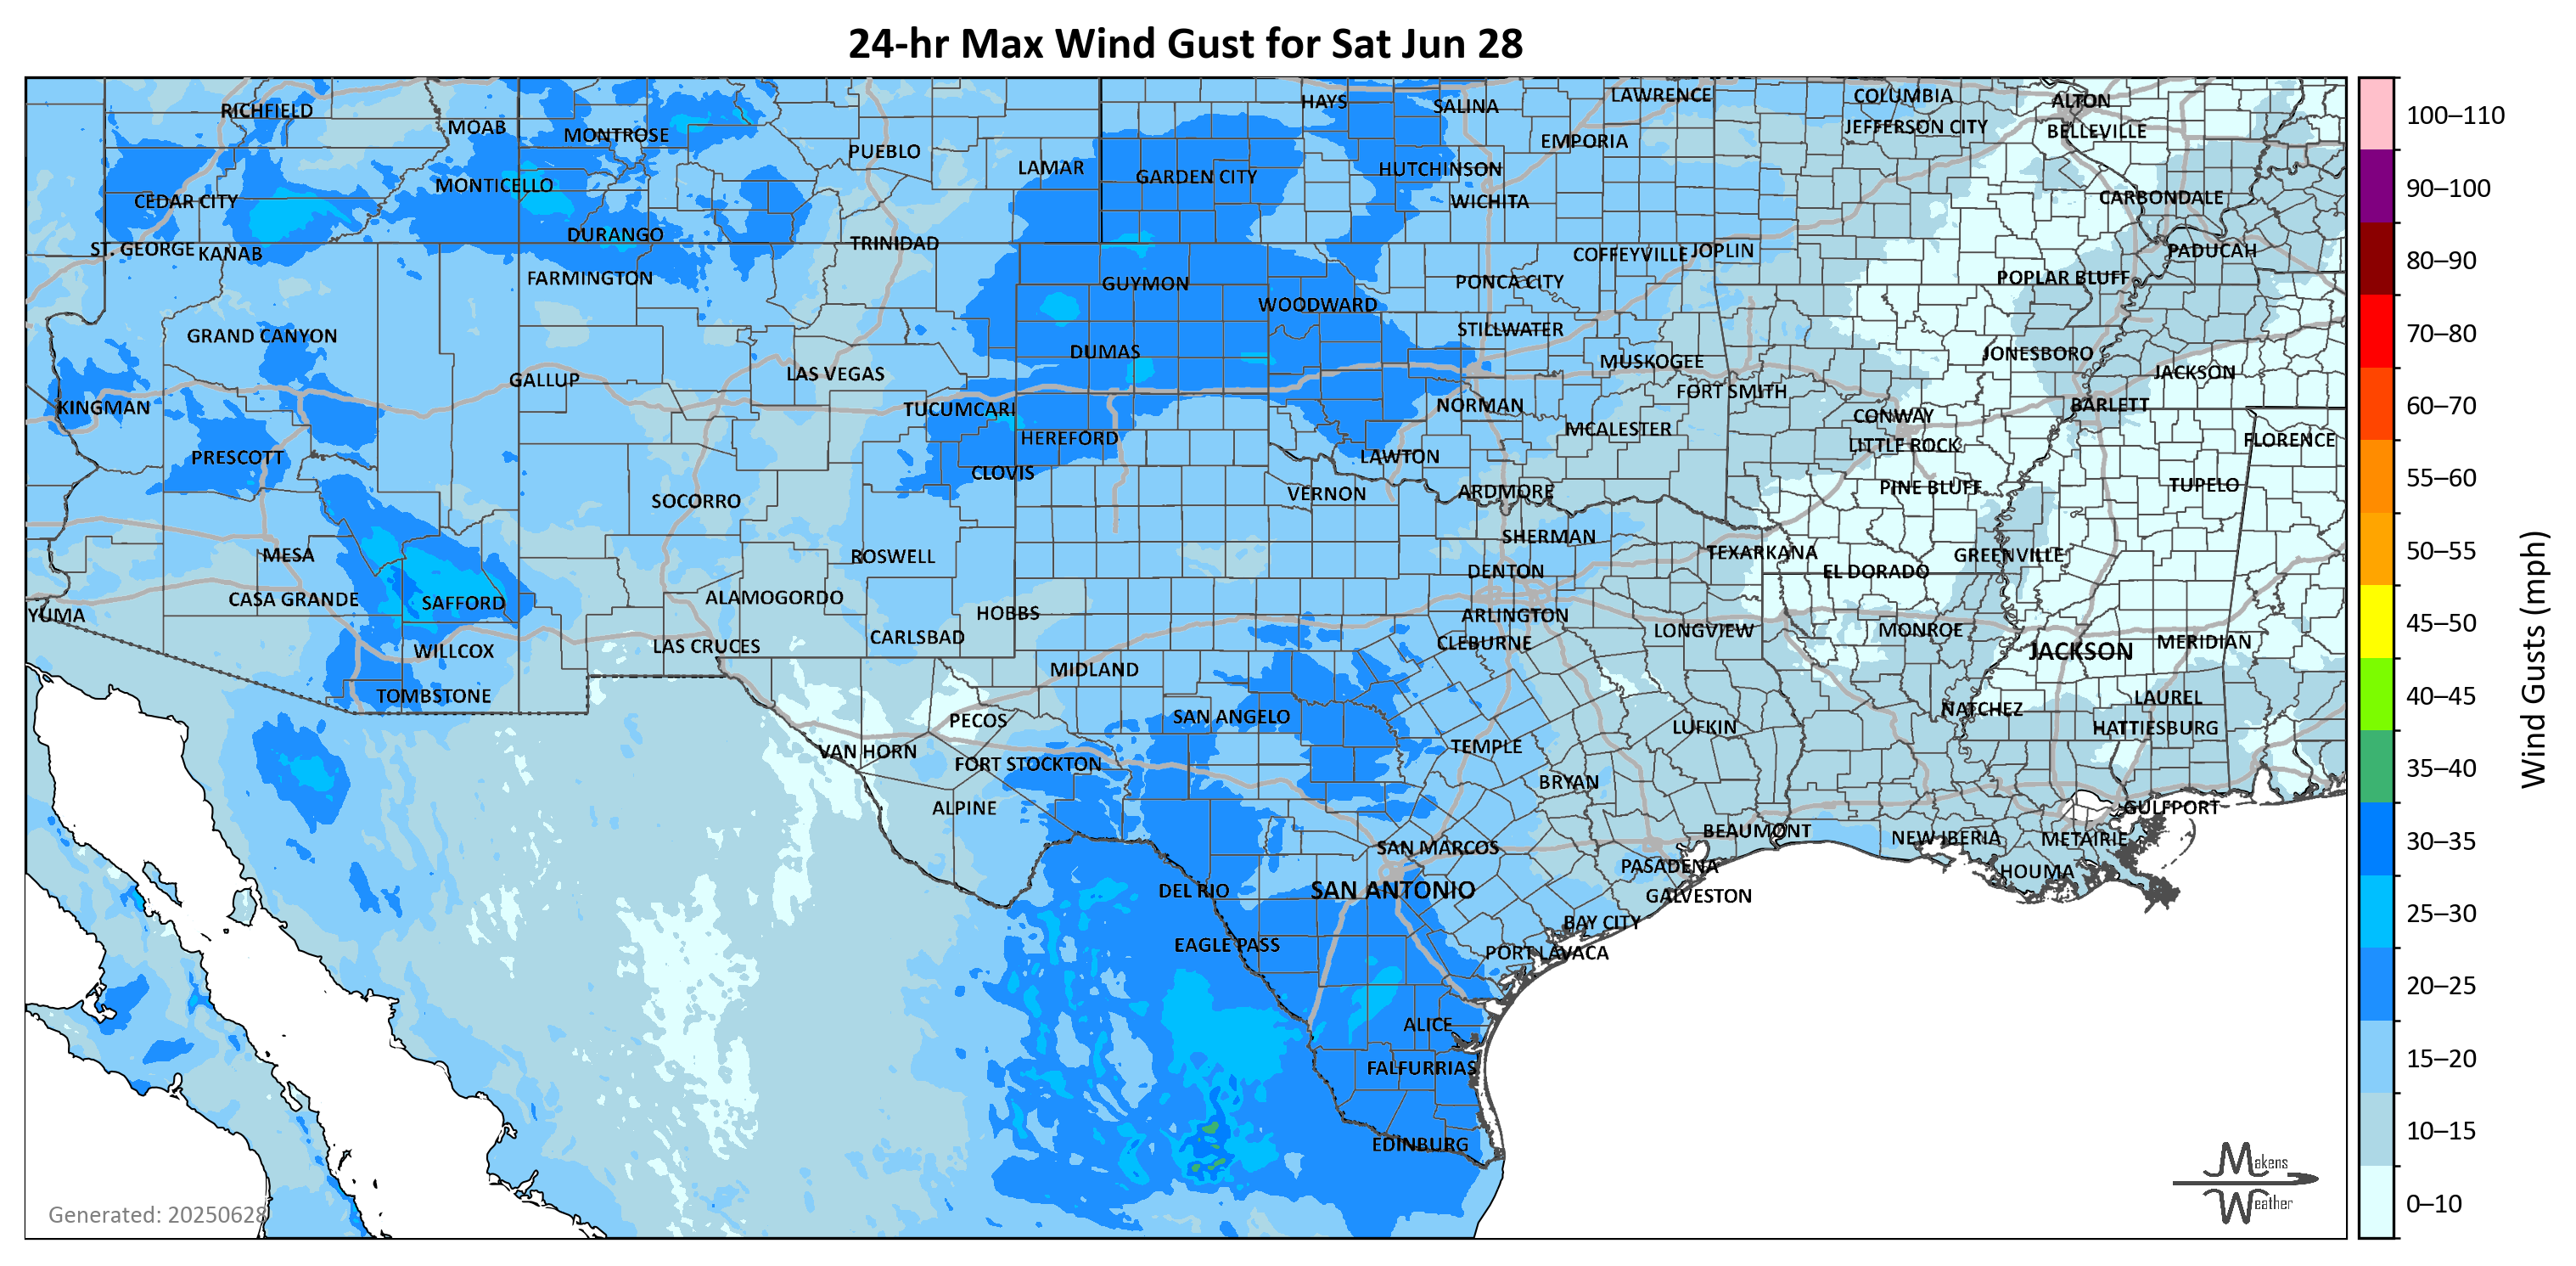 24-hr Max Wind Gust for Sat Jun 28
RICHFIELD
MOAB
MONTROSE
PUEBLO
LAMAR
HAYS
SALINA
LAWRENCE
COLUMBIA
ALTON
EMPORIA
JEFFERSON CITY
BELLEVILLE
CEDAR CITY
MONTICELLO
GARDEN CITY
HUTCHINSON
WICHITA
CARBONDALE
ST. GEORGE
KANAB
DURANGO
TRINIDAD
COFFEYVILLE
JOPLIN
PADUCAH
FARMINGTON
GUYMON
WOODWARD
PONCA CITY
POPLAR BLUFF
GRAND CANYON
DUMAS
STILLWATER
MUSKOGEE
JONESBORO
GALLUP
LAS VEGAS
FORT SMITH
JACKSON
KINGMAN
TUCUMCARI
NORMAN
CONWAY
BARLETT
PRESCOTT
HEREFORD
CLOVIS
LAWTON
MCALESTER
LITTLE ROCK
FLORENCE
SOCORRO
VERNON
ARDMORE
PINE BLUFF
TUPELO
MESA
ROSWELL
SHERMAN
TEXARKANA
GREENVILLE
DENTON
EL DORADO
YUMA
CASA GRANDE
SAFFORD
ALAMOGORDO
HOBBS
ARLINGTON
WILLCOX
LAS CRUCES
CARLSBAD
CLEBURNE
LONGVIEW
MONROE
JACKSON
MERIDIAN
TOMBSTONE
MIDLAND
PECOS
SAN ANGELO
LUFKIN
NATCHEZ
LAUREL
HATTIESBURG
VAN HORN
FORT STOCKTON
TEMPLE
BRYAN
ALPINE
GULFPORT
SAN MARCOS
BEAUMONT
NEW IBERIA
METAIRIE
DEL RIO
SAN ANTONIO
PASADENA
GALVESTON
HOUMA
EAGLE PASS
BAY CITY
PORT LAVACA
ALICE
FALFURRIAS
EDINBURG
Generated: 20250628
Makens
Weather
100–110
90–100
80–90
70–80
60–70
55–60
50–55
45–50
40–45
35–40
30–35
25–30
20–25
15–20
10–15
0–10
Wind Gusts (mph)